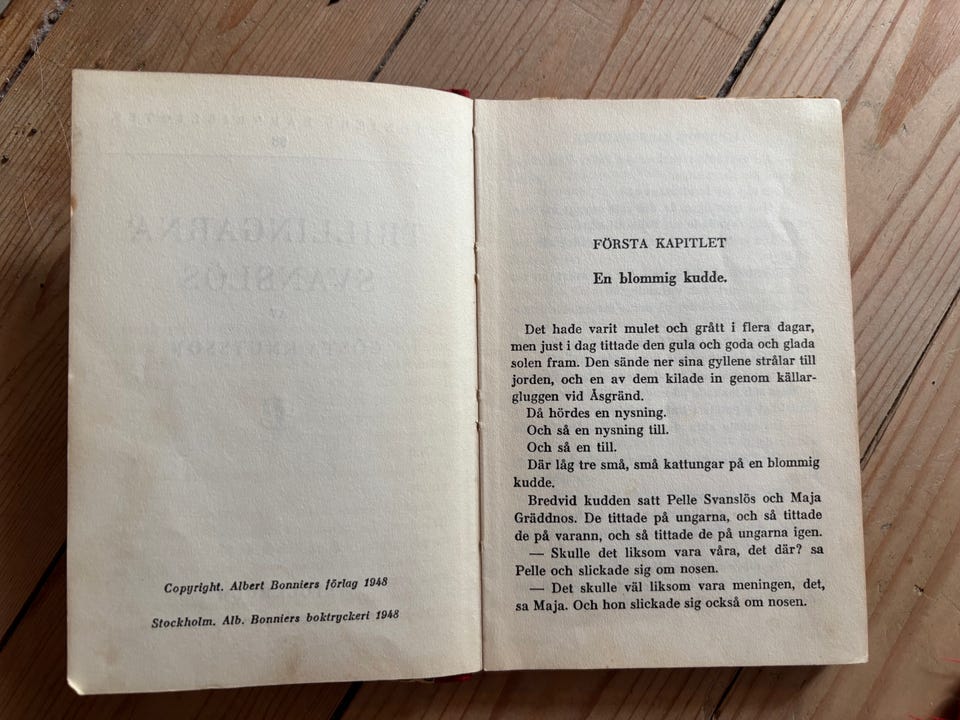 Copyright. Albert Bonniers förlag 1948
Stockholm. Alb. Bonniers boktryckeri 1948
FÖRSTA KAPITLET
En blommig kudde.
Det hade varit mulet och grått i flera dagar,
men just i dag tittade den gula och goda och glada
solen fram. Den sände ner sina gyllene strålar till
jorden, och en av dem kilade in genom källar-
gluggen vid Åsgränd.
Då hördes en nysning.
Och så en nysning till.
Och så en till.
Där låg tre små, små kattungar på en blommig
kudde.
Bredvid kudden satt Pelle Svanslös och Maja
Gräddnos. De tittade på ungarna, och så tittade
de på varann, och så tittade de på ungarna igen.
— Skulle det liksom vara våra, det där? sa
Pelle och slickade sig om nosen.
— Det skulle väl liksom vara meningen, det,
sa Maja. Och hon slickade sig också om nosen.